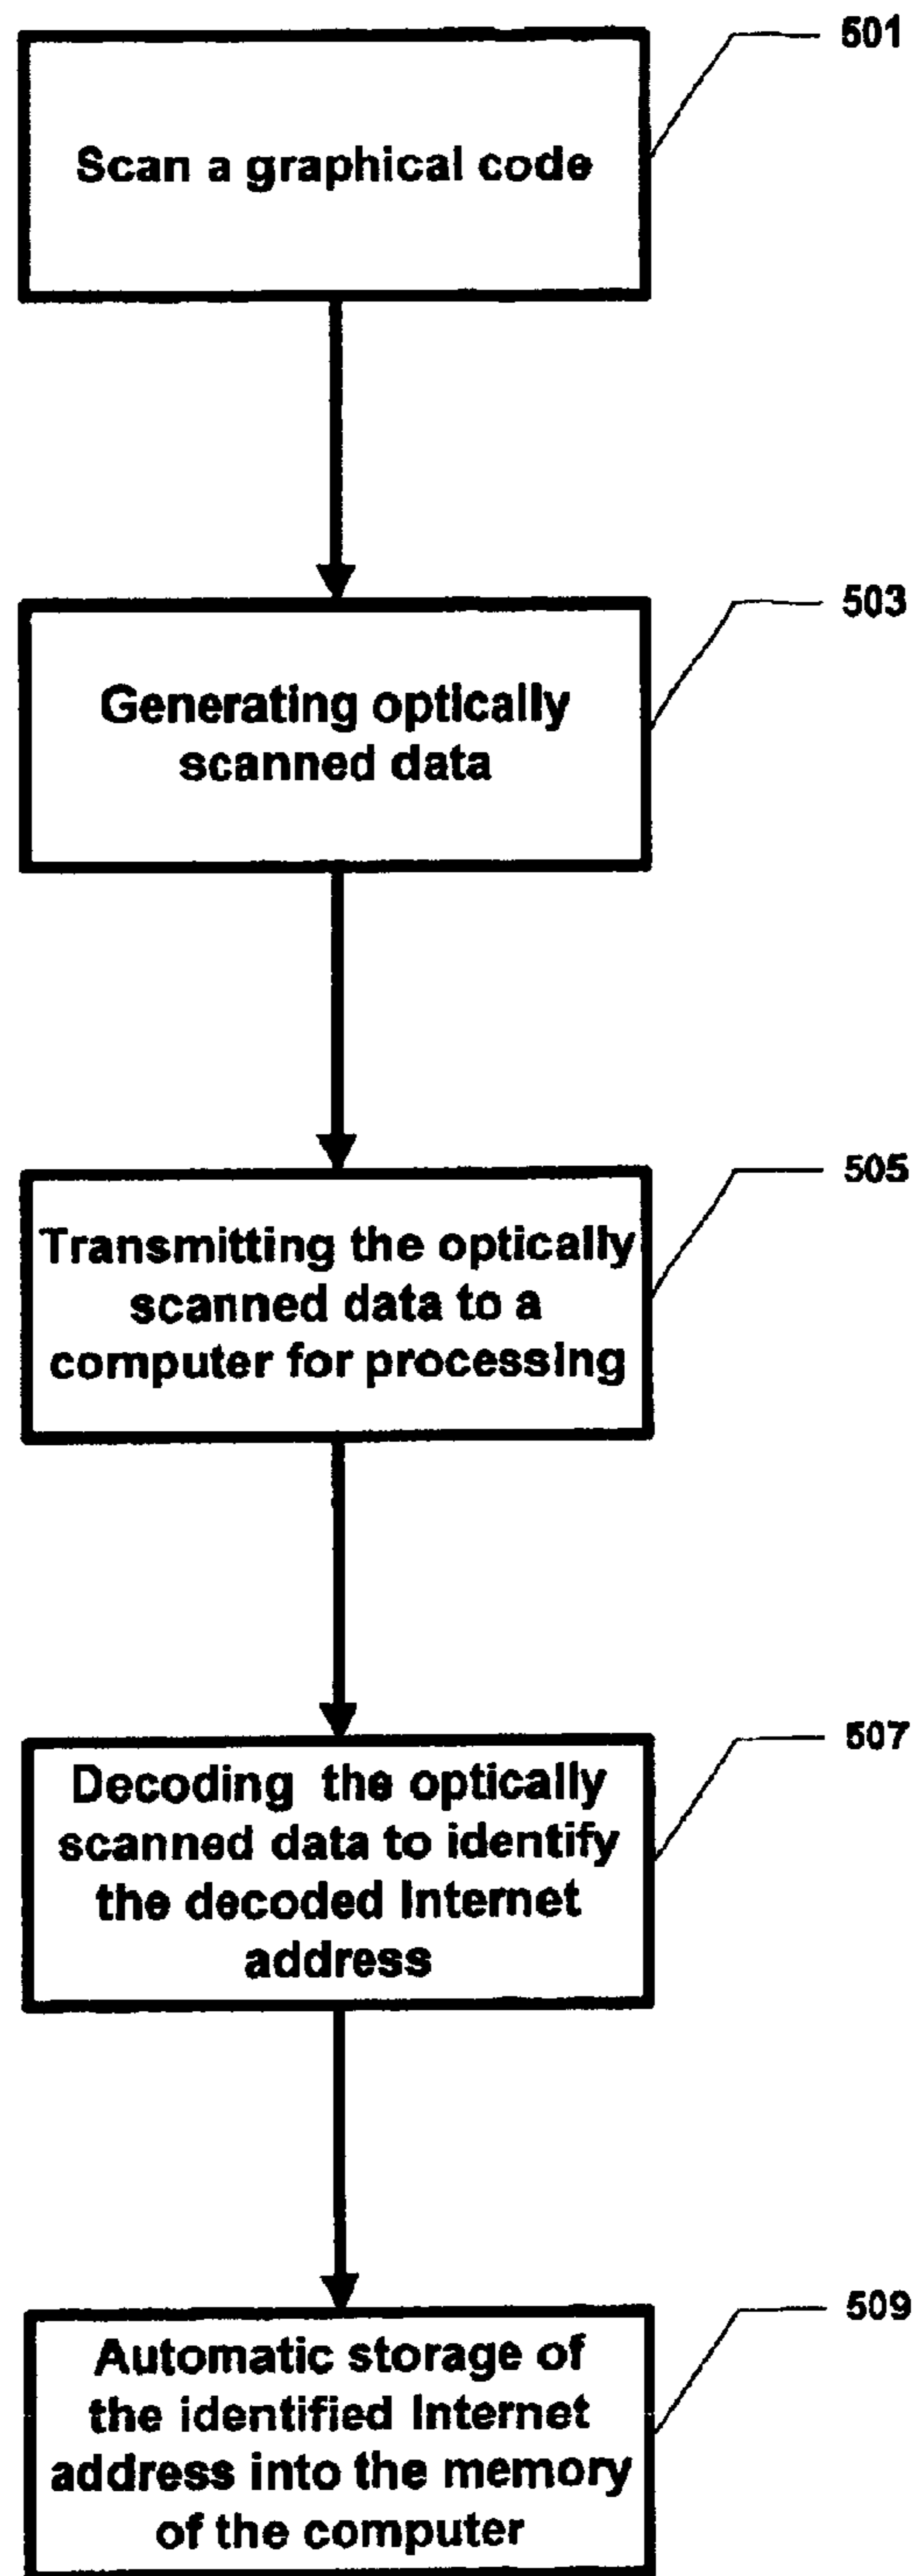 501
Scan a graphical code
503
Generating optically
scanned data
505
Transmitting the optically
scanned data to a
computer for processing
507
Decoding the optically
scanned data to identify
the decoded Internet
address
509
Automatic storage of
the identified Internet
address into the memory
of the computer